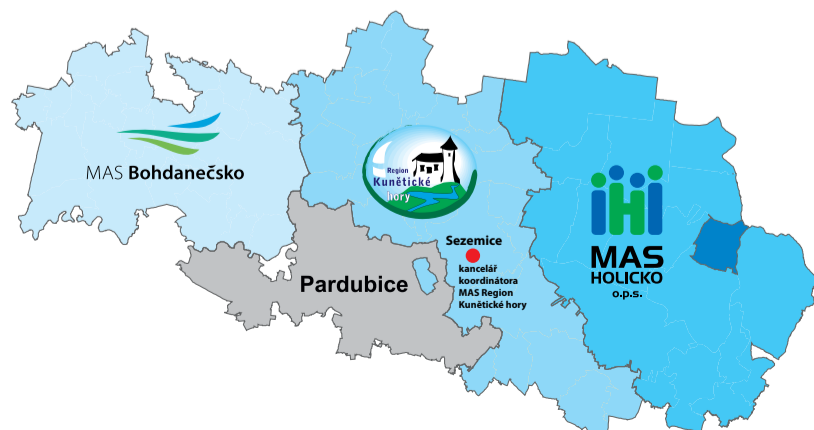 MAS Bohdanečsko
Region
Kunětické
hory
Sezemice
kancelář
koordinátora
MAS Region
Kunětické hory
Pardubice
MAS
HOLICKO
o.p.s.